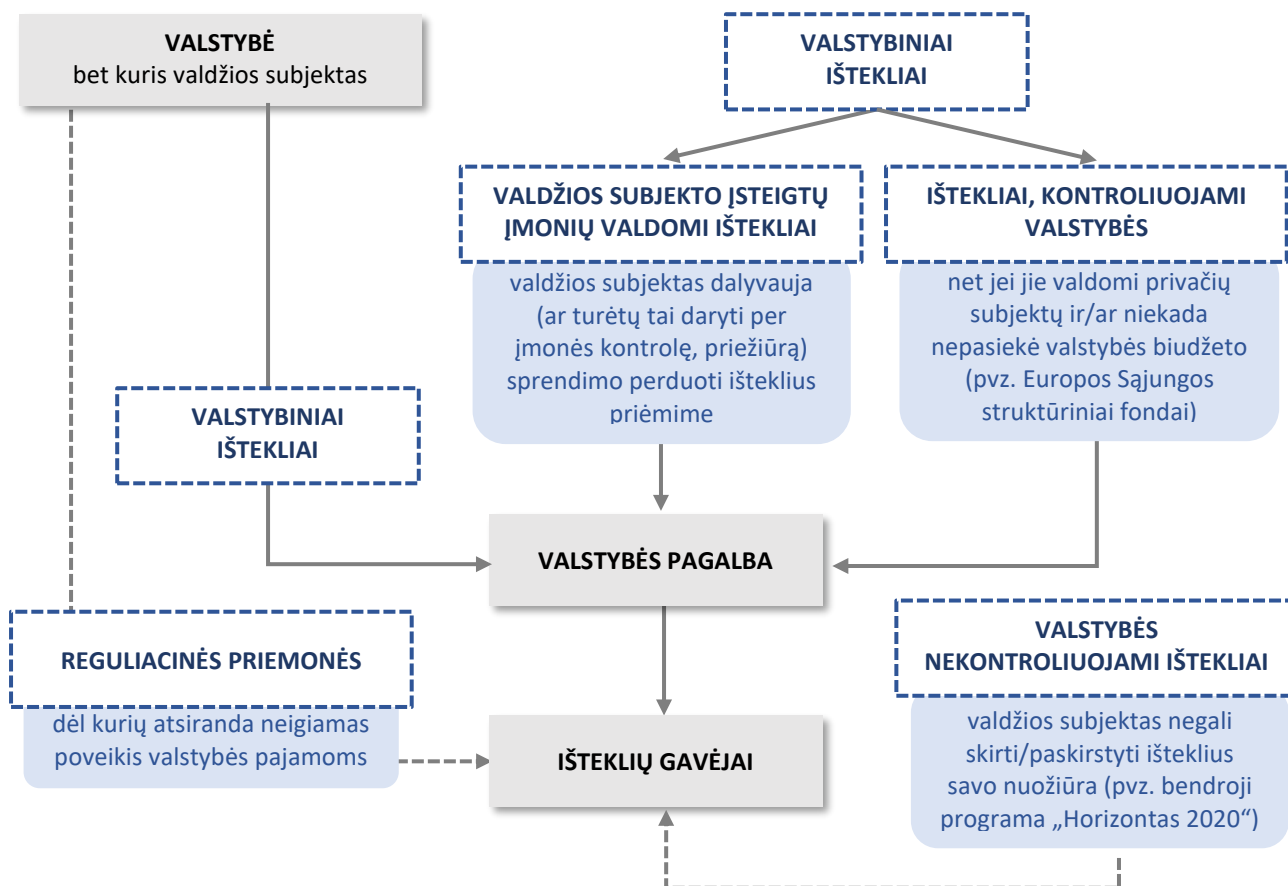 VALSTYBĖ
bet kuris valdžios subjektas
VALSTYBINIAI
IŠTEKLIAI
VALDŽIOS SUBJEKTO ĮSTEIGTŲ
ĮMONIŲ VALDOMI IŠTEKLIAI
valdžios subjektas dalyvauja
(ar turėtų tai daryti per
įmonės kontrolę, priežiūrą)
sprendimo perduoti išteklius
priėmime
IŠTEKLIAI, KONTROLIUOJAMI
VALSTYBĖS
net jei jie valdomi privačių
subjektų ir/ar niekada
nepasiekė valstybės biudžeto
(pvz. Europos Sąjungos
struktūriniai fondai)
VALSTYBINIAI
IŠTEKLIAI
VALSTYBĖS PAGALBA
REGULIACINĖS PRIEMONĖS
dėl kurių atsiranda neigiamas
poveikis valstybės pajamoms
IŠTEKLIŲ GAVĖJAI
VALSTYBĖS
NEKONTROLIUOJAMI IŠTEKLIAI
valdžios subjektas negali
skirti/paskirstyti išteklius
savo nuožiūra (pvz. bendroji
programa „Horizontas 2020“)